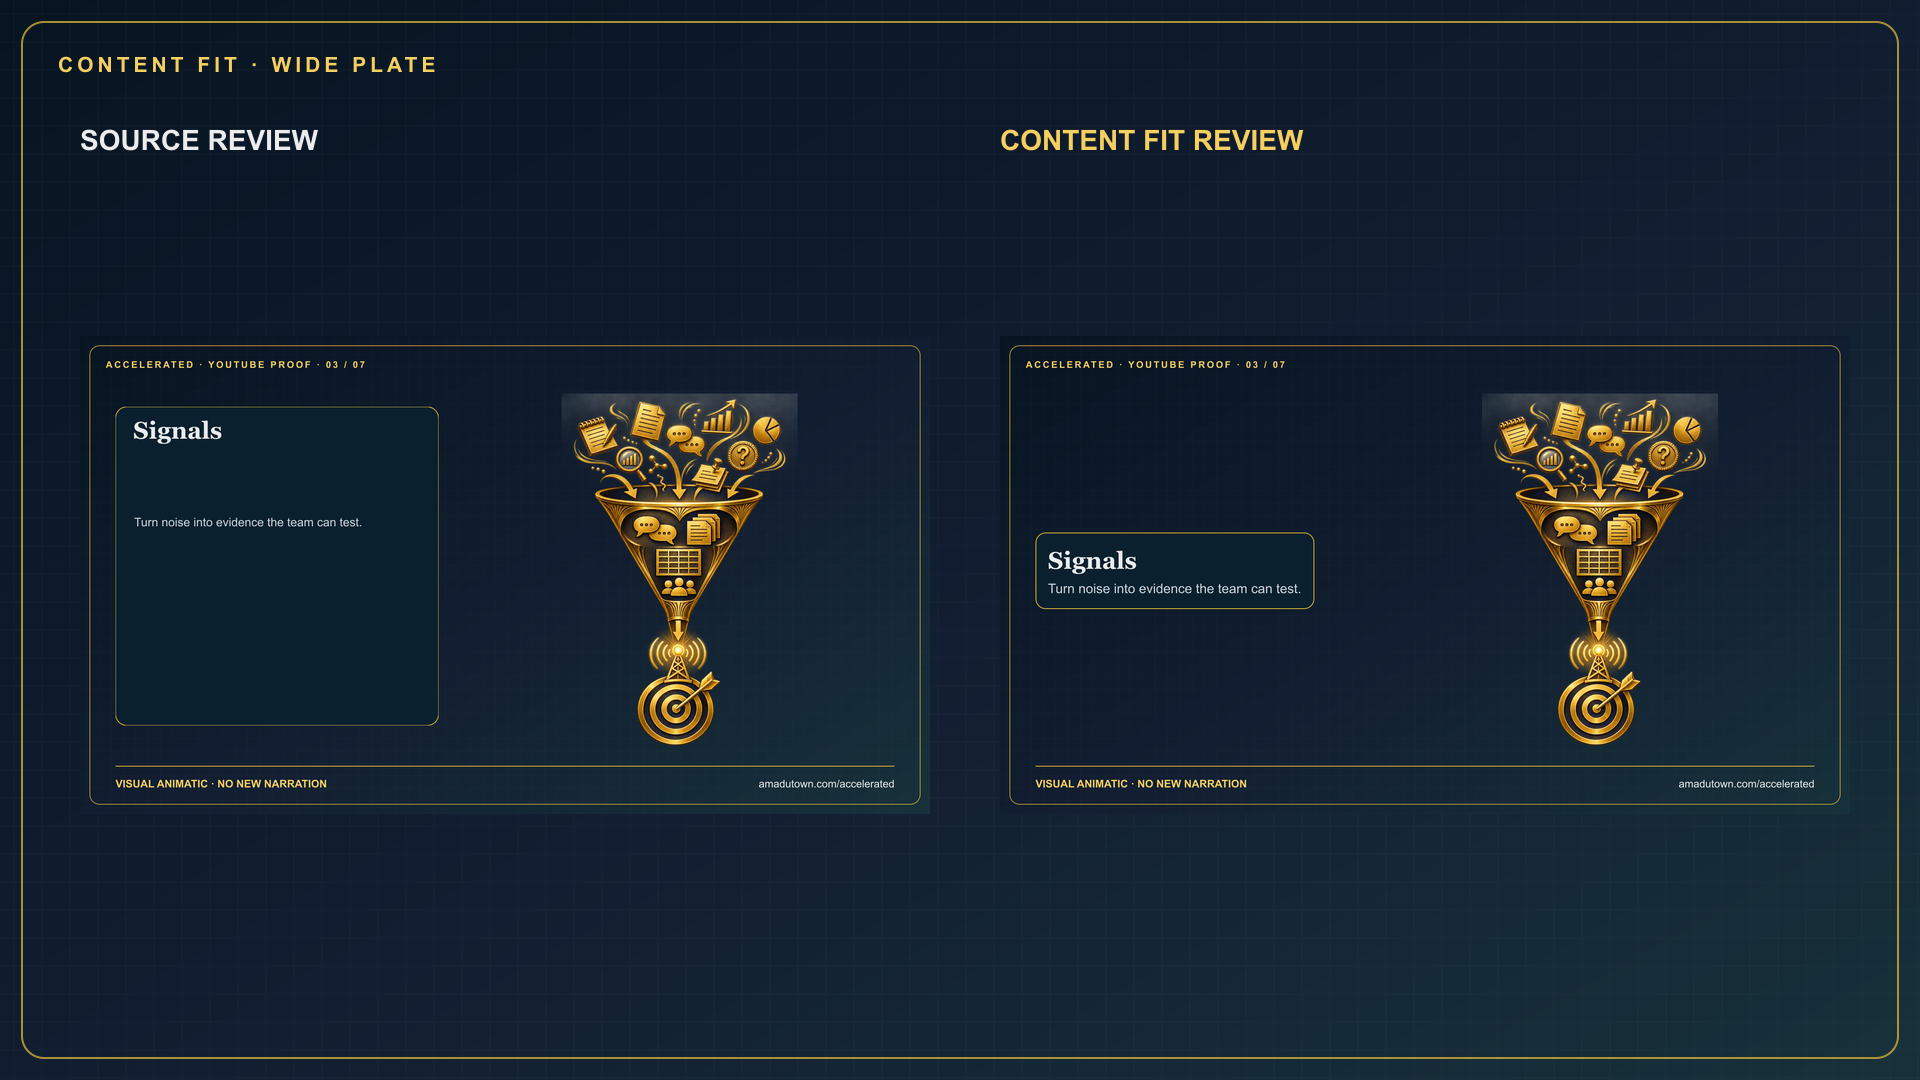 CONTENT FIT · WIDE PLATE
SOURCE REVIEW
ACCELERATED · YOUTUBE PROOF · 03 / 07
Signals
Turn noise into evidence the team can test.
VISUAL ANIMATIC · NO NEW NARRATION
amadutown.com/accelerated
CONTENT FIT REVIEW
ACCELERATED · YOUTUBE PROOF · 03 / 07
Signals
Turn noise into evidence the team can test.
VISUAL ANIMATIC · NO NEW NARRATION
amadutown.com/accelerated